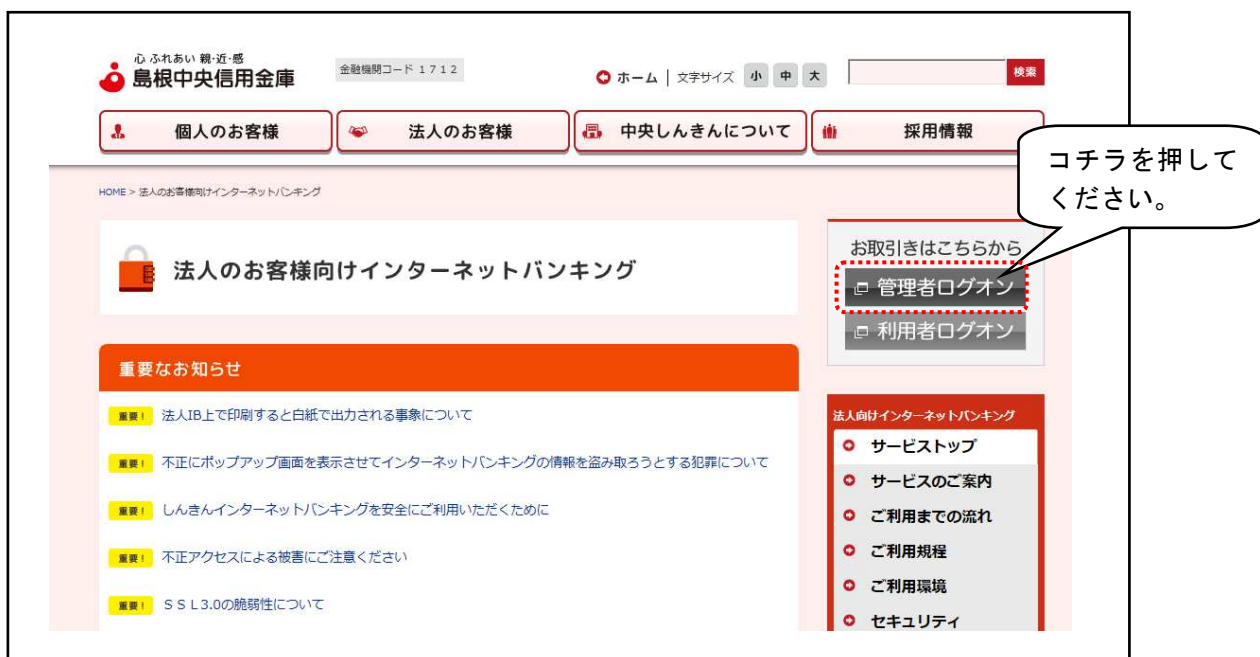 心 ふれあい 親・近・感
島根中央信用金庫
金融機関コード 1712
ホーム | 文字サイズ 小 中 大
検索
個人のお客様
法人のお客様
中央しんきんについて
採用情報
コチラを押して
ください。
HOME > 法人のお客様向けインターネットバンキング
法人のお客様向けインターネットバンキング
お取引きはこちらから
管理者ログオン
利用者ログオン
重要なお知らせ
重要! 法人IB上で印刷すると白紙で出力される事象について
重要! 不正にポップアップ画面を表示させてインターネットバンキングの情報を盗み取ろうとする犯罪について
重要! しんきんインターネットバンキングを安全にご利用いただくために
重要! 不正アクセスによる被害にご注意ください
重要! ＳＳＬ3.0の脆弱性について
法人向けインターネットバンキング
サービストップ
サービスのご案内
ご利用までの流れ
ご利用規程
ご利用環境
セキュリティ